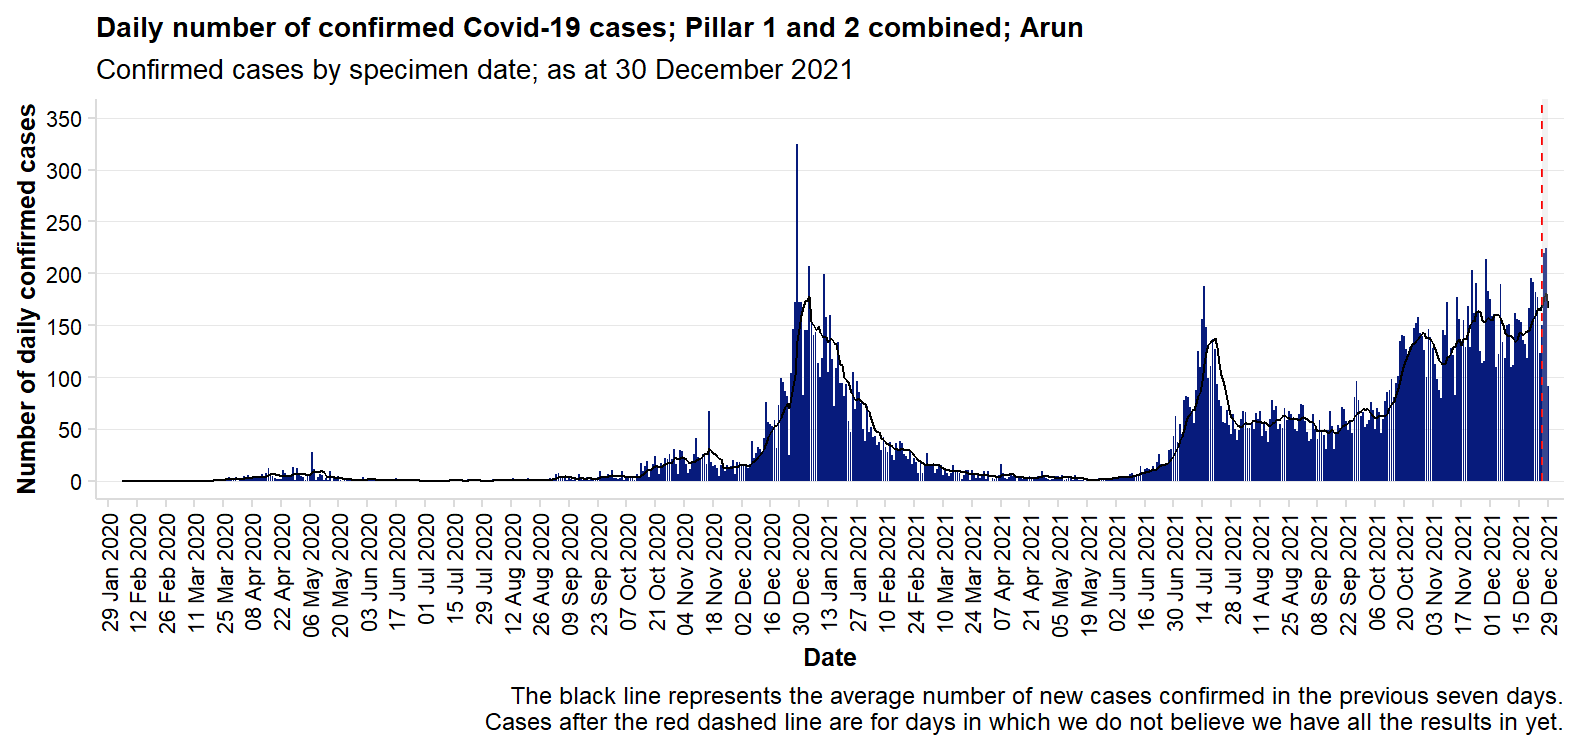 Daily number of confirmed Covid-19 cases; Pillar 1 and 2 combined; Arun
Confirmed cases by specimen date; as at 30 December 2021
Number of daily confirmed cases
350
300
250
200
150
100
50
0
29 Jan 2020
12 Feb 2020
26 Feb 2020
11 Mar 2020
25 Mar 2020
08 Apr 2020
22 Apr 2020
06 May 2020
20 May 2020
03 Jun 2020
17 Jun 2020
01 Jul 2020
15 Jul 2020
29 Jul 2020
12 Aug 2020
26 Aug 2020
09 Sep 2020
23 Sep 2020
07 Oct 2020
21 Oct 2020
04 Nov 2020
18 Nov 2020
02 Dec 2020
16 Dec 2020
30 Dec 2020
13 Jan 2021
27 Jan 2021
10 Feb 2021
24 Feb 2021
10 Mar 2021
24 Mar 2021
07 Apr 2021
21 Apr 2021
05 May 2021
19 May 2021
02 Jun 2021
16 Jun 2021
30 Jun 2021
14 Jul 2021
28 Jul 2021
11 Aug 2021
25 Aug 2021
08 Sep 2021
22 Sep 2021
06 Oct 2021
20 Oct 2021
03 Nov 2021
17 Nov 2021
01 Dec 2021
15 Dec 2021
29 Dec 2021
Date
The black line represents the average number of new cases confirmed in the previous seven days.
Cases after the red dashed line are for days in which we do not believe we have all the results in yet.